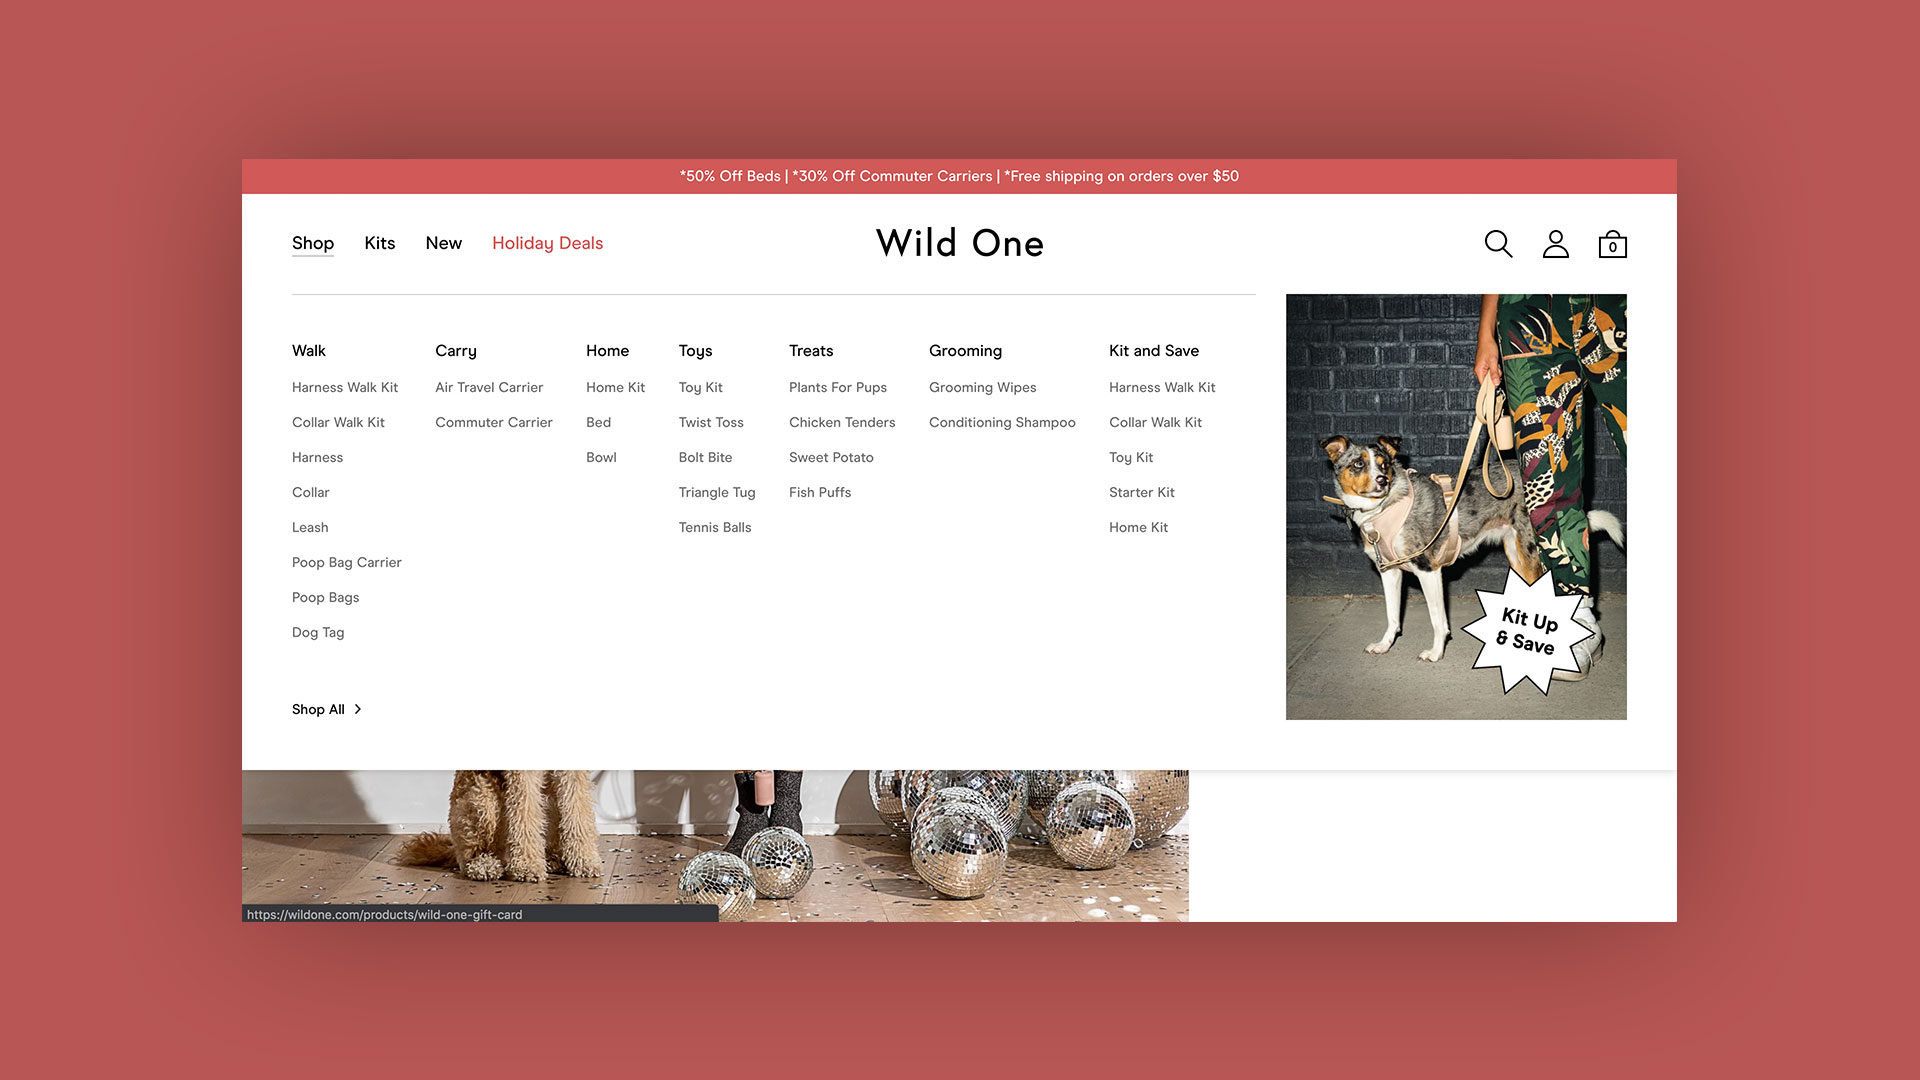 *50% Off Beds | *30% Off Commuter Carriers | *Free shipping on orders over $50
Shop
Kits
New
Holiday Deals
Wild One
0
Walk
Harness Walk Kit
Collar Walk Kit
Harness
Collar
Leash
Poop Bag Carrier
Poop Bags
Dog Tag
Carry
Air Travel Carrier
Commuter Carrier
Home
Home Kit
Bed
Bowl
Toys
Toy Kit
Twist Toss
Bolt Bite
Triangle Tug
Tennis Balls
Treats
Plants For Pups
Chicken Tenders
Sweet Potato
Fish Puffs
Grooming
Grooming Wipes
Conditioning Shampoo
Kit and Save
Harness Walk Kit
Collar Walk Kit
Toy Kit
Starter Kit
Home Kit
Kit Up
& Save
Shop All
https://wildone.com/products/wild-one-gift-card